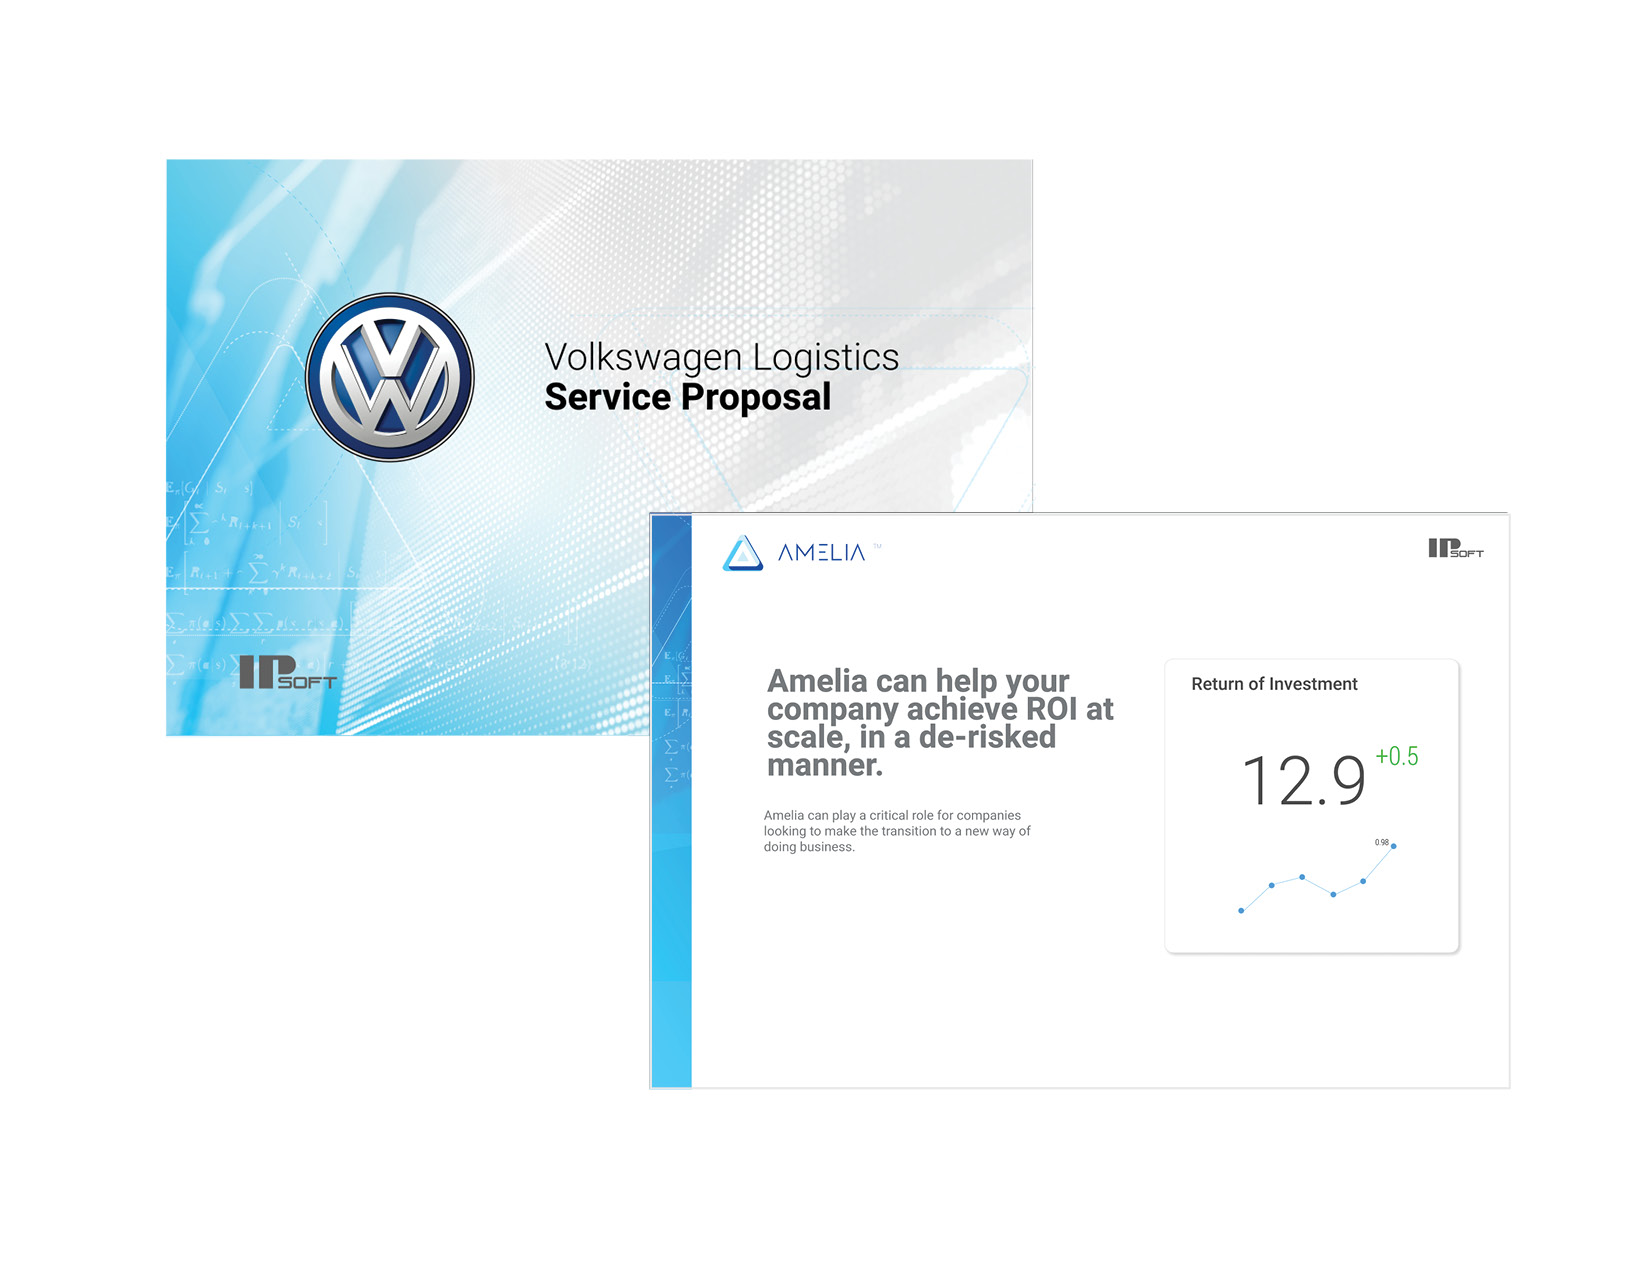 Volkswagen Logistics
Service Proposal
IPSOFT
AMELIA ™
IPSOFT
Amelia can help your
company achieve ROI at
scale, in a de-risked
manner.
Amelia can play a critical role for companies
looking to make the transition to a new way of
doing business.
Return of Investment
12.9
+0.5
0.98